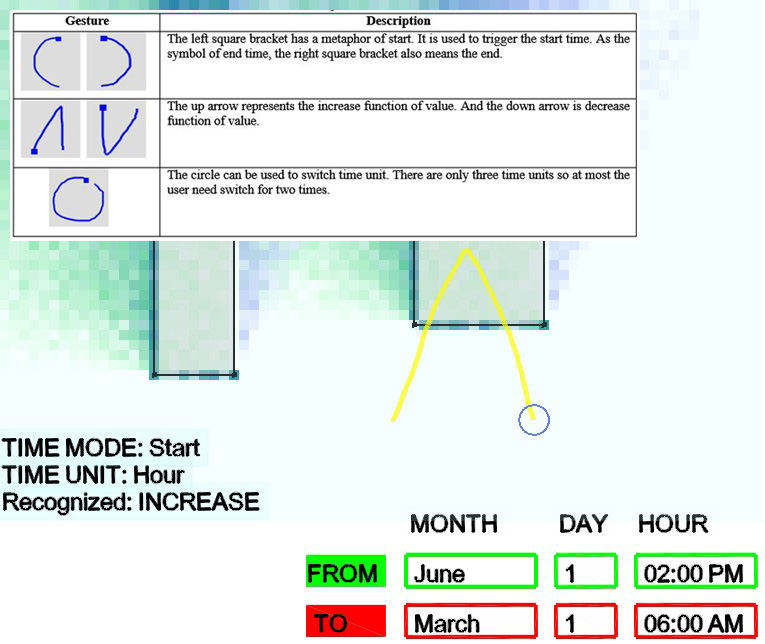 Gesture Description
The left square bracket has a metaphor of start. It is used to trigger the start time. As the
symbol of end time, the right square bracket also means the end.
The up arrow represents the increase function of value. And the down arrow is decrease
function of value.
The circle can be used to switch time unit. There are only three time units so at most the
user need switch for two times.
TIME MODE: Start
TIME UNIT: Hour
Recognized: INCREASE
MONTH DAY HOUR
FROM June 1 02:00 PM
TO March 1 06:00 AM